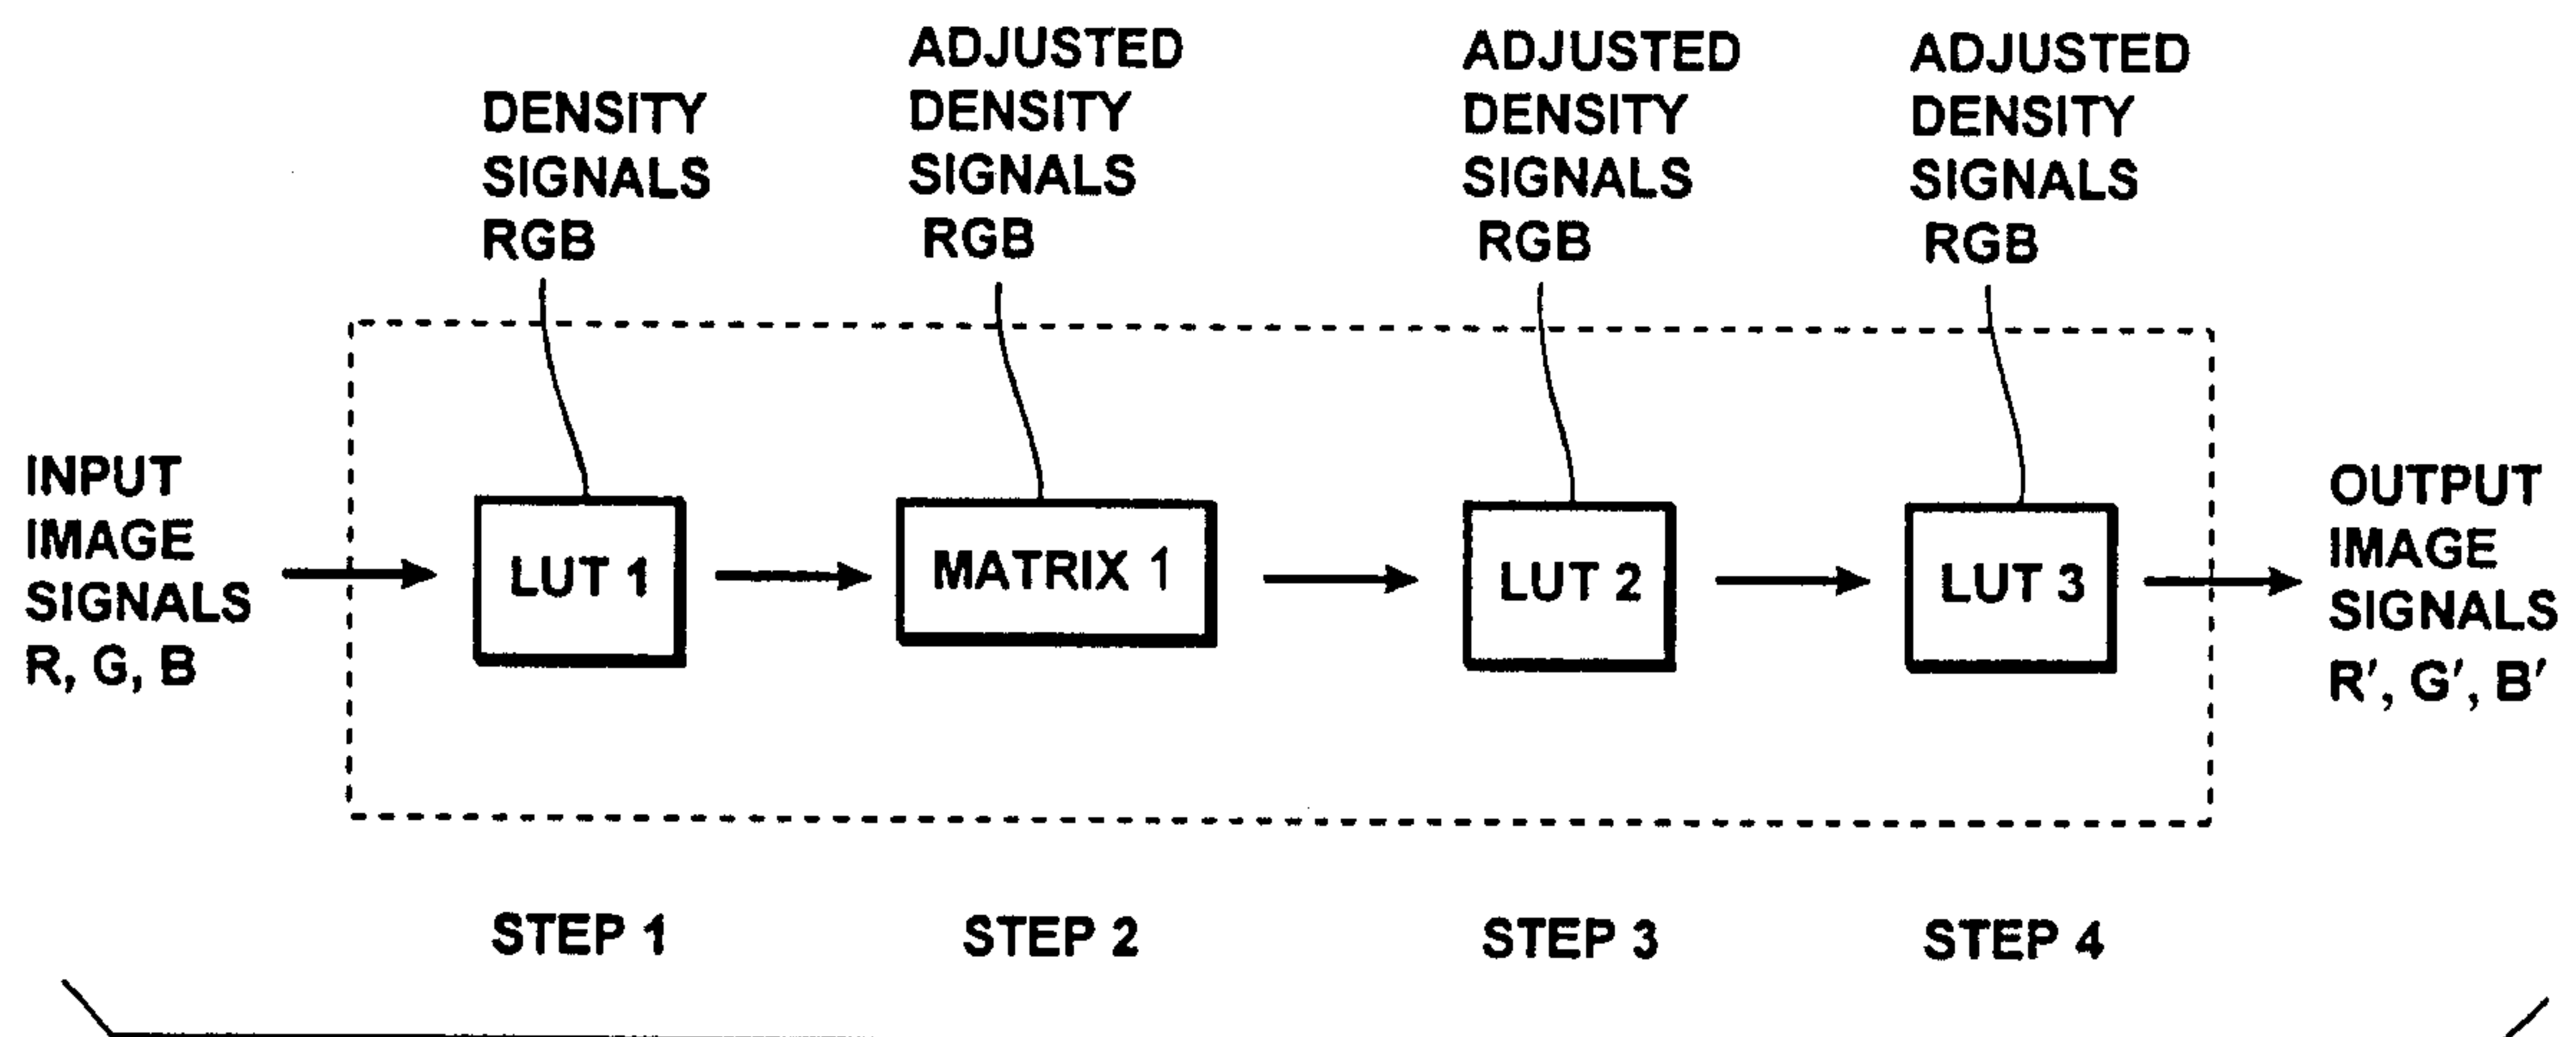 DENSITY
SIGNALS
RGB
ADJUSTED
DENSITY
SIGNALS
RGB
ADJUSTED
DENSITY
SIGNALS
RGB
ADJUSTED
DENSITY
SIGNALS
RGB
INPUT
IMAGE
SIGNALS
R, G, B
LUT 1
MATRIX 1
LUT 2
LUT 3
OUTPUT
IMAGE
SIGNALS
R′, G′, B′
STEP 1
STEP 2
STEP 3
STEP 4